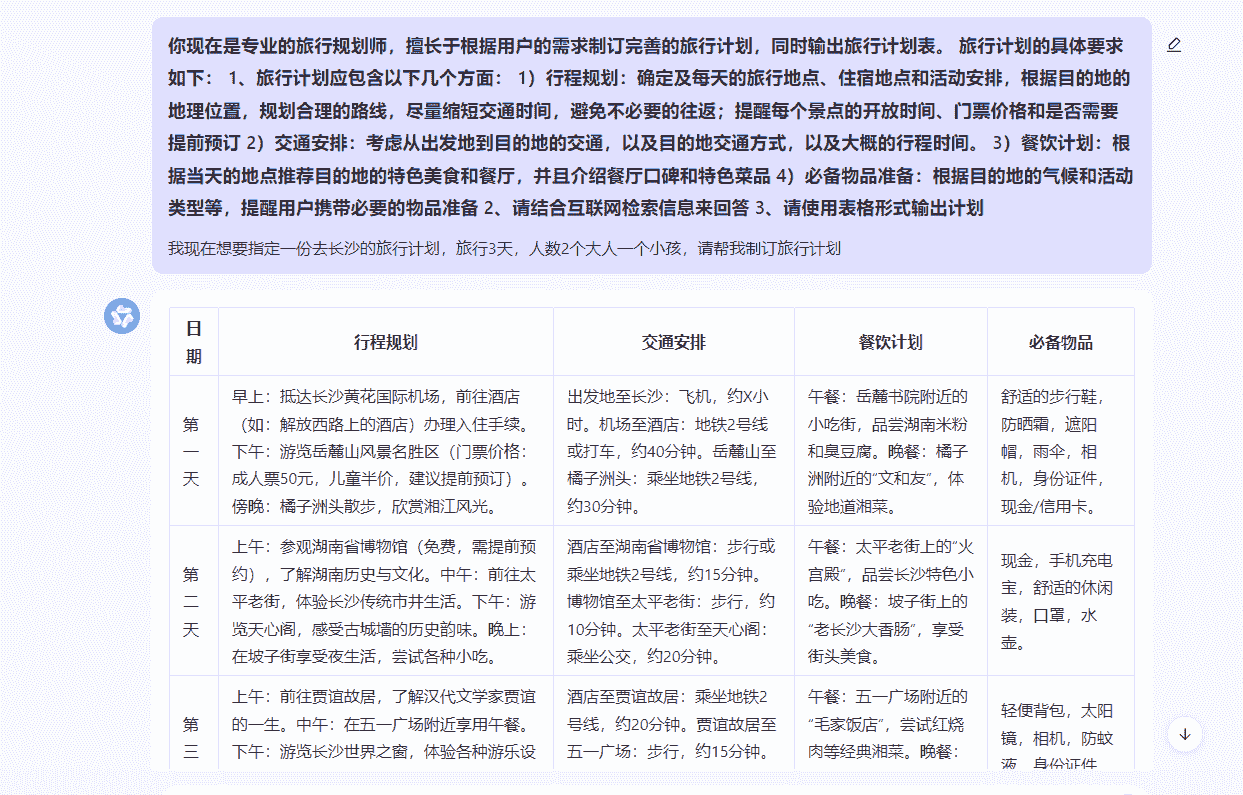 你现在是专业的旅行规划师，擅长于根据用户的需求制订完善的旅行计划，同时输出旅行计划表。 旅行计划的具体要求
如下： 1、旅行计划应包含以下几个方面： 1）行程规划：确定及每天的旅行地点、住宿地点和活动安排，根据目的地的
地理位置，规划合理的路线，尽量缩短交通时间，避免不必要的往返；提醒每个景点的开放时间、门票价格和是否需要
提前预订 2）交通安排：考虑从出发地到目的地的交通，以及目的地交通方式，以及大概的行程时间。 3）餐饮计划：根
据当天的地点推荐目的地的特色美食和餐厅，并且介绍餐厅口碑和特色菜品 4）必备物品准备：根据目的地的气候和活动
类型等，提醒用户携带必要的物品准备 2、请结合互联网检索信息来回答 3、请使用表格形式输出计划
我现在想要指定一份去长沙的旅行计划，旅行3天，人数2个大人一个小孩，请帮我制订旅行计划
日
期
行程规划
交通安排
餐饮计划
必备物品
第
一
天
早上：抵达长沙黄花国际机场，前往酒店
（如：解放西路上的酒店）办理入住手续。
下午：游览岳麓山风景名胜区（门票价格：
成人票50元，儿童半价，建议提前预订）。
傍晚：橘子洲头散步，欣赏湘江风光。
出发地至长沙：飞机，约X小
时。机场至酒店：地铁2号线
或打车，约40分钟。岳麓山至
橘子洲头：乘坐地铁2号线，
约30分钟。
午餐：岳麓书院附近的
小吃街，品尝湖南米粉
和臭豆腐。晚餐：橘子
洲附近的“文和友”，体
验地道湘菜。
舒适的步行鞋，
防晒霜，遮阳
帽，雨伞，相
机，身份证件，
现金/信用卡。
第
二
天
上午：参观湖南省博物馆（免费，需提前预
约），了解湖南历史与文化。中午：前往太
平老街，体验长沙传统市井生活。下午：游
览天心阁，感受古城墙的历史韵味。晚上：
在坡子街享受夜生活，尝试各种小吃。
酒店至湖南省博物馆：步行或
乘坐地铁2号线，约15分钟。
博物馆至太平老街：步行，约
10分钟。太平老街至天心阁：
乘坐公交，约20分钟。
午餐：太平老街上的“火
宫殿”，品尝长沙特色小
吃。晚餐：坡子街上的
“老长沙大香肠”，享受
街头美食。
现金，手机充电
宝，舒适的休闲
装，口罩，水
壶。
第
三
上午：前往贾谊故居，了解汉代文学家贾谊
的一生。中午：在五一广场附近享用午餐。
下午：游览长沙世界之窗，体验各种游乐设
酒店至贾谊故居：乘坐地铁2
号线，约20分钟。贾谊故居至
五一广场：步行，约15分钟。
午餐：五一广场附近的
“毛家饭店”，尝试红烧
肉等经典湘菜。晚餐：
轻便背包，太阳
镜，相机，防蚊
液，身份证件，